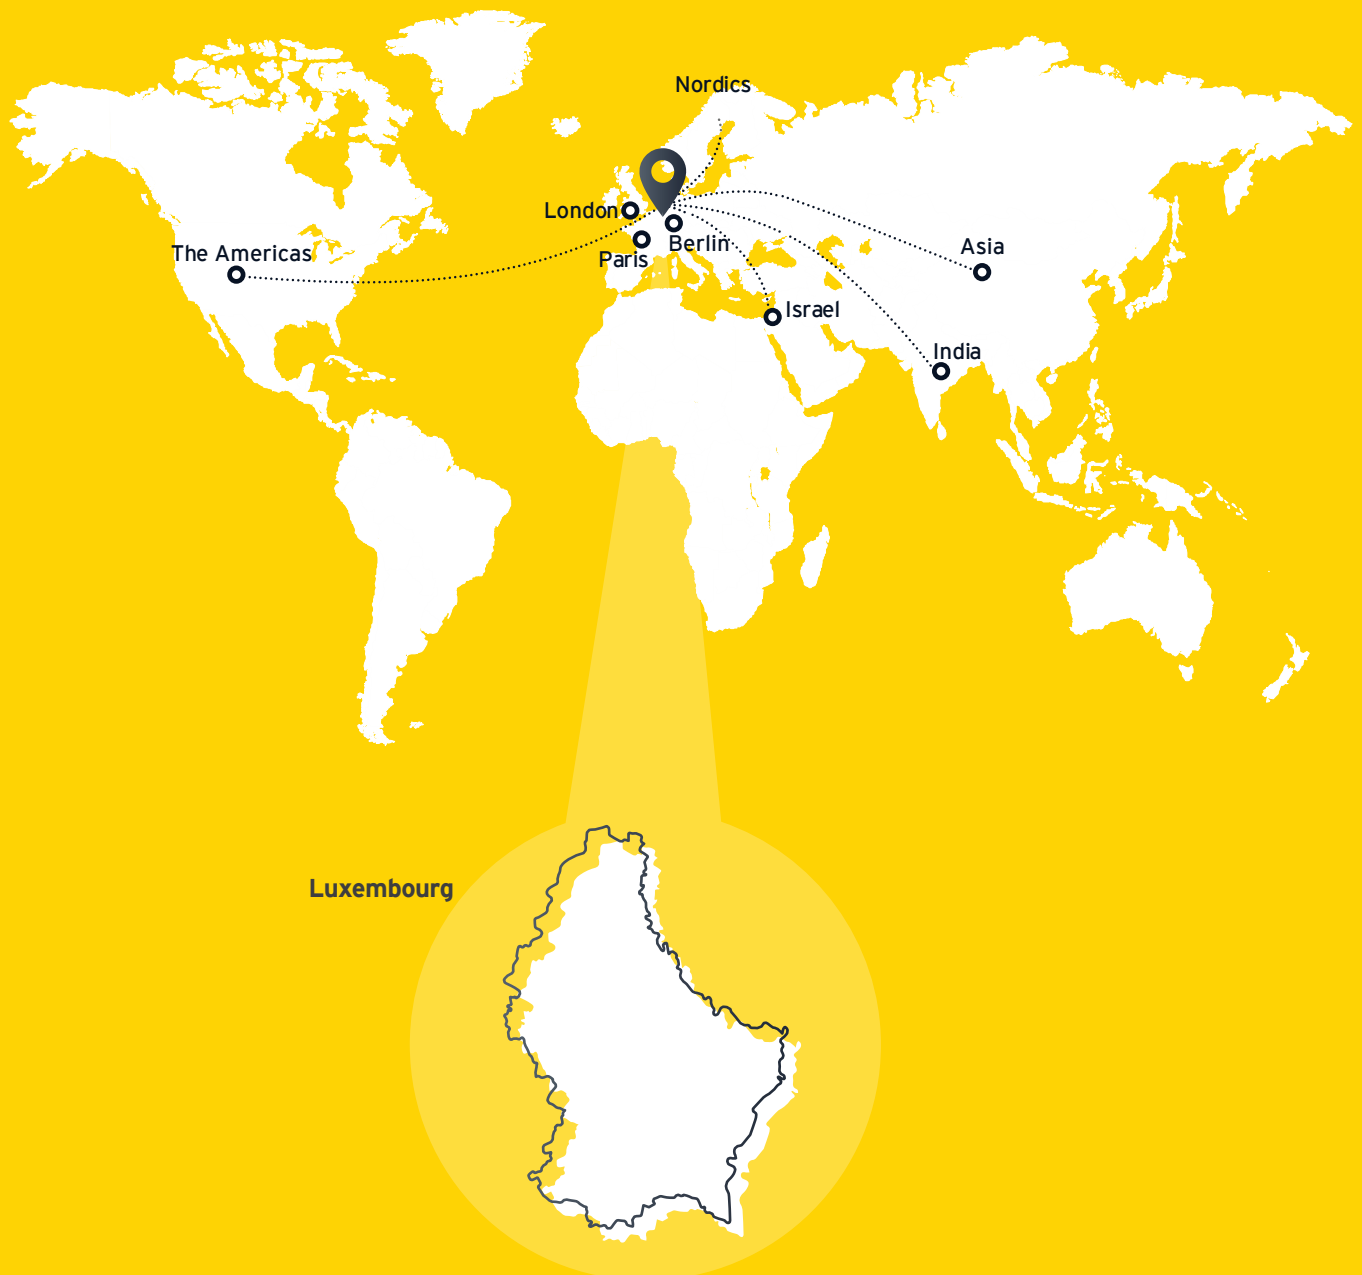 Nordics
London
The Americas
Berlin
Asia
Paris
Israel
India
Luxembourg